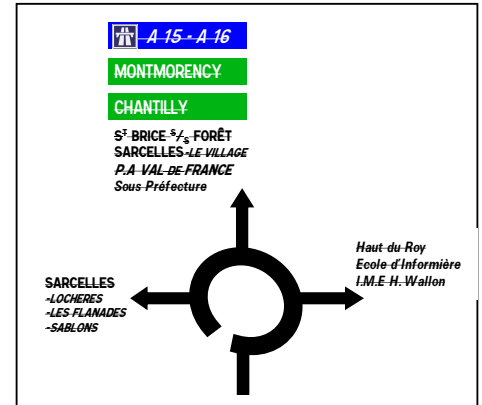 A 15 - A 16
MONTMORENCY
CHANTILLY
Sᵀ BRICE ˢ/ₛ FORÊT
SARCELLES-LE VILLAGE
P.A VAL DE FRANCE
Sous Préfecture
Haut du Roy
Ecole d'Informière
I.M.E H. Wallon
SARCELLES
-LOCHERES
-LES FLANADES
-SABLONS